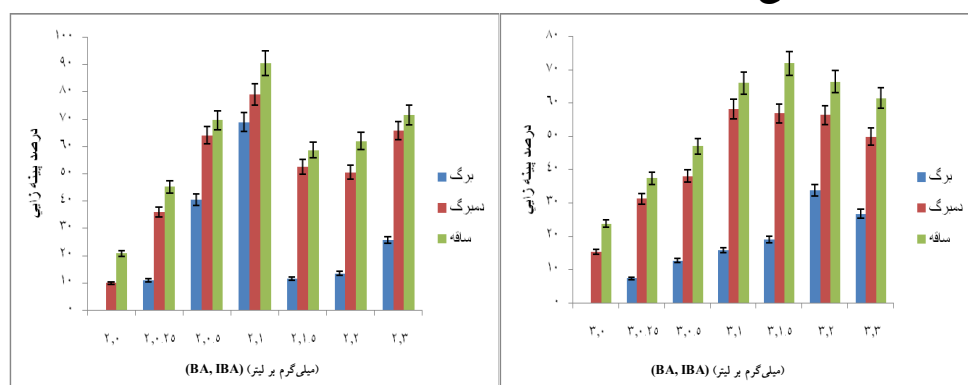 درصد پینه زایي
۱۰۰
۹۰
۸۰
۷۰
۶۰
۵۰
۴۰
۳۰
۲۰
۱۰
۰
۲,۰ ۲,۰۲۵ ۲,۰۵ ۲,۱ ۲,۱۵ ۲,۲ ۲,۳
(BA, IBA) (میلی‌گرم بر لیتر)
برگ
دمبرگ
ساقه
درصد پینه زایي
۸۰
۷۰
۶۰
۵۰
۴۰
۳۰
۲۰
۱۰
۰
۳,۰ ۳,۰۲۵ ۳,۰۵ ۳,۱ ۳,۱۵ ۳,۲ ۳,۳
(BA, IBA) (میلی‌گرم بر لیتر)
برگ
دمبرگ
ساقه